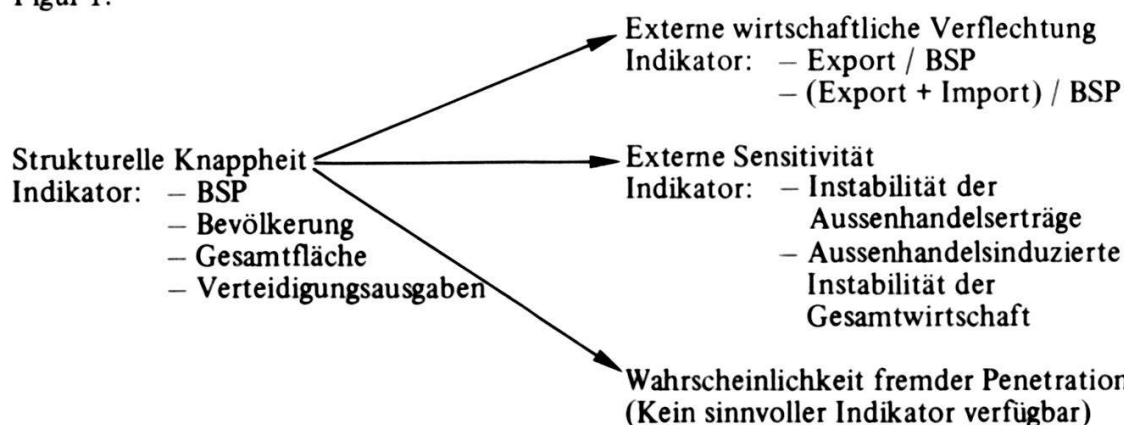 Figur 1:
Externe wirtschaftliche Verflechtung
Indikator: – Export / BSP
– (Export + Import) / BSP
Strukturelle Knappheit
Indikator: – BSP
– Bevölkerung
– Gesamtfläche
– Verteidigungsausgaben
Externe Sensitivität
Indikator: – Instabilität der
Aussenhandelserträge
– Aussenhandelsinduzierte
Instabilität der
Gesamtwirtschaft
Wahrscheinlichkeit fremder Penetration
(Kein sinnvoller Indikator verfügbar)